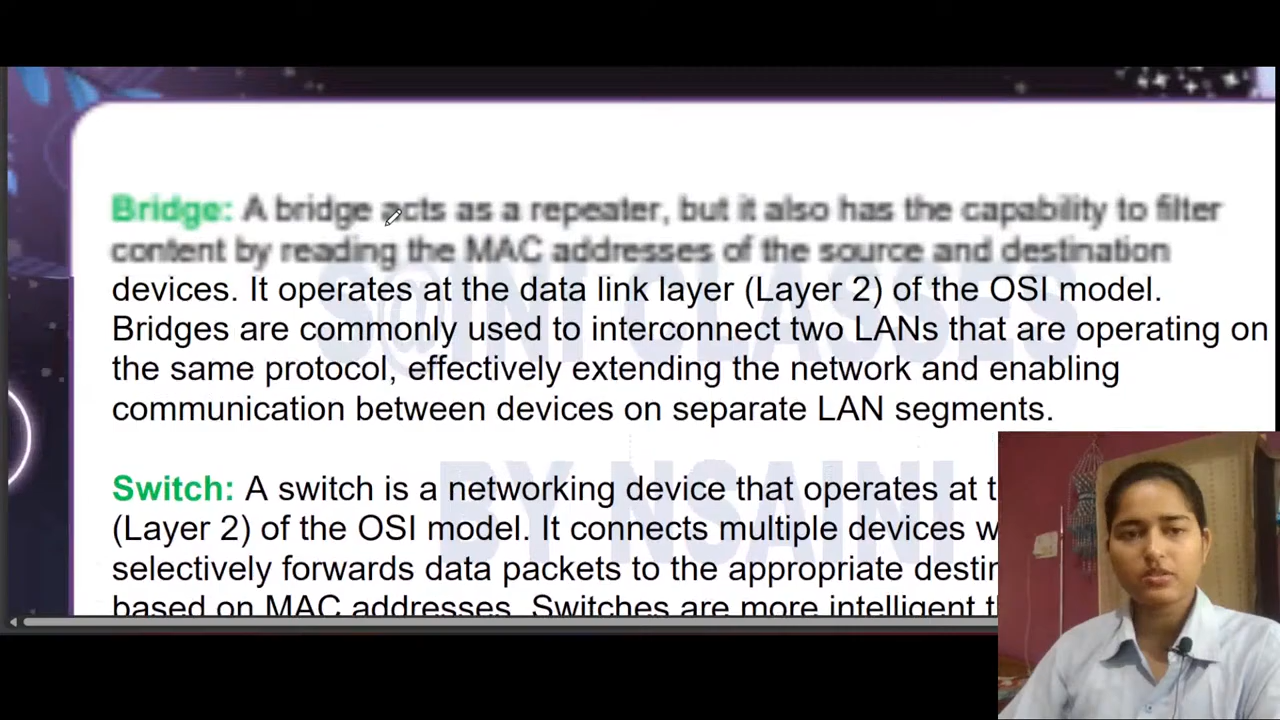 Bridge: A bridge acts as a repeater, but it also has the capability to filter
content by reading the MAC addresses of the source and destination
devices. It operates at the data link layer (Layer 2) of the OSI model.
Bridges are commonly used to interconnect two LANs that are operating on
the same protocol, effectively extending the network and enabling
communication between devices on separate LAN segments.
Switch: A switch is a networking device that operates at
(Layer 2) of the OSI model. It connects multiple devices
selectively forwards data packets to the appropriate
based on MAC addresses. Switches are more intelligent
S@INI CLASSES
BY NSAINI